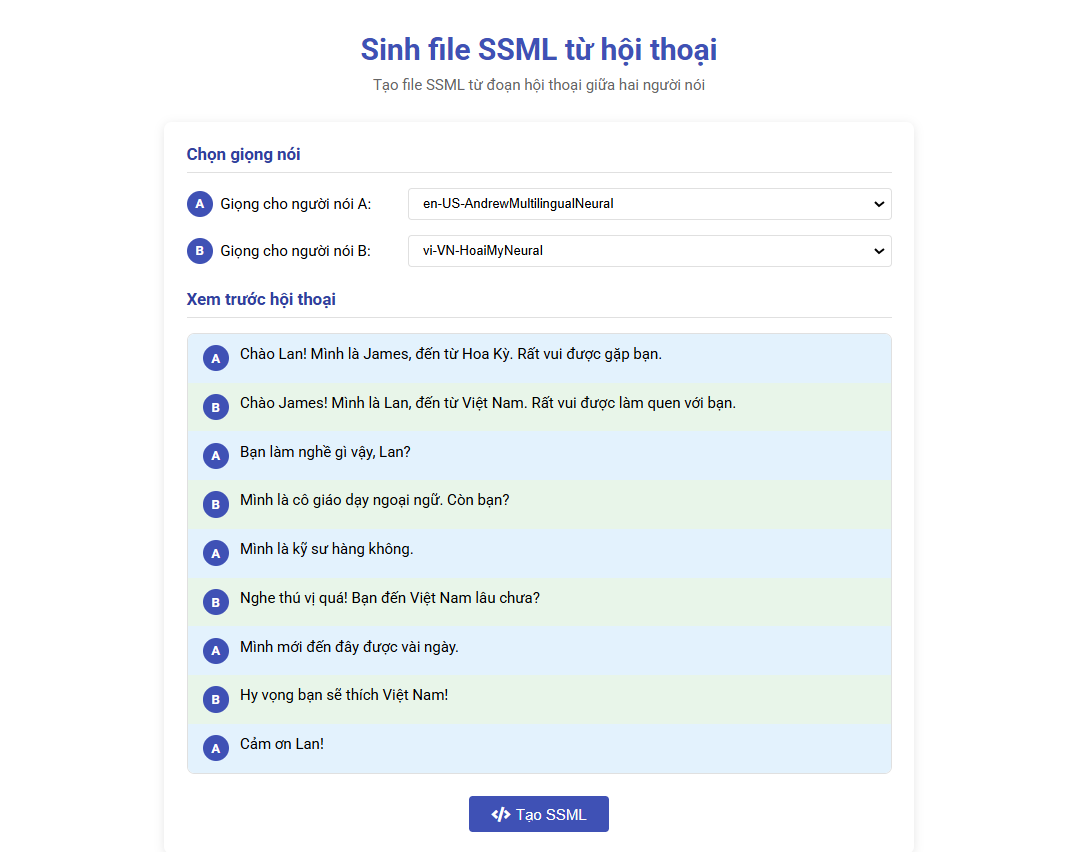 Sinh file SSML từ hội thoại
Tạo file SSML từ đoạn hội thoại giữa hai người nói
Chọn giọng nói
A Giọng cho người nói A: en-US-AndrewMultilingualNeural
B Giọng cho người nói B: vi-VN-HoaiMyNeural
Xem trước hội thoại
A Chào Lan! Mình là James, đến từ Hoa Kỳ. Rất vui được gặp bạn.
B Chào James! Mình là Lan, đến từ Việt Nam. Rất vui được làm quen với bạn.
A Bạn làm nghề gì vậy, Lan?
B Mình là cô giáo dạy ngoại ngữ. Còn bạn?
A Mình là kỹ sư hàng không.
B Nghe thú vị quá! Bạn đến Việt Nam lâu chưa?
A Mình mới đến đây được vài ngày.
B Hy vọng bạn sẽ thích Việt Nam!
A Cảm ơn Lan!
Tạo SSML